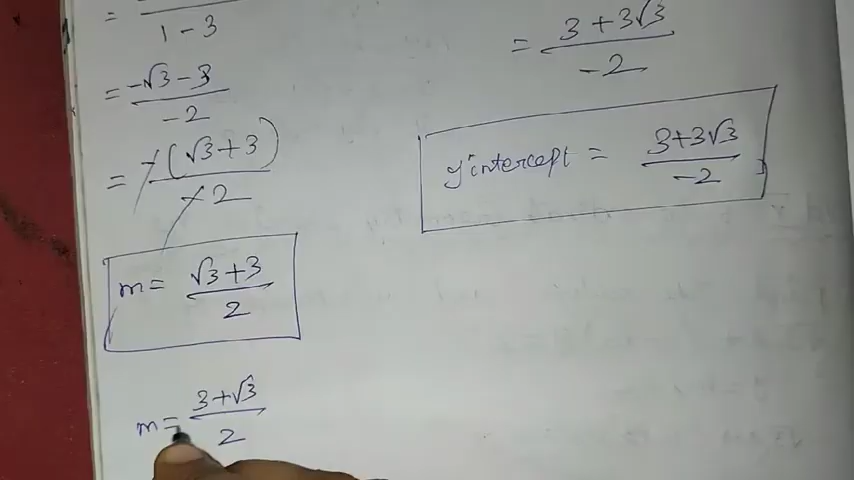 = 1 - 3
= -√3 - 3 / -2
= -(√3 + 3) / -2
m = √3 + 3 / 2
m = 3 + √3 / 2
= 3 + 3√3 / -2
y intercept = 3+3√3 / -2